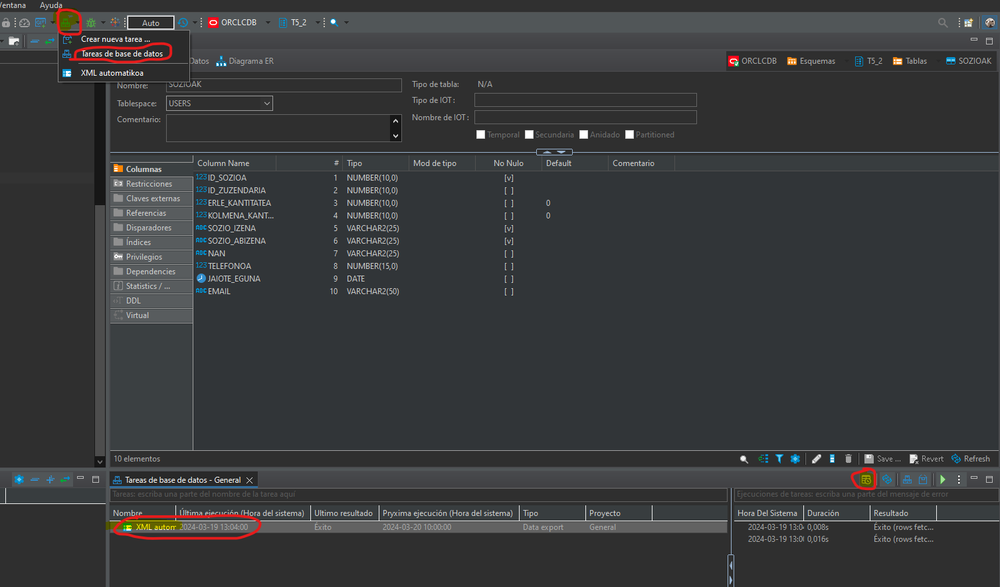 Ventana Ayuda
Auto ORCLCDB T5_2
Crear nueva tarea ...
Tareas de base de datos
XML automatikoa
Datos Diagrama ER ORCLCDB Esquemas T5_2 Tablas SOZIOAK
Nombre: SOZIOAK Tipo de tabla: N/A
Tablespace: USERS Tipo de IOT :
Comentario: Nombre de IOT :
Temporal Secundaria Anidado Partitioned
Columnas
Restricciones
Claves externas
Referencias
Disparadores
Índices
Privilegios
Dependencies
Statistics / ...
DDL
Virtual
Column Name # Tipo Mod de tipo No Nulo Default Comentario
123 ID_SOZIOA 1 NUMBER(10,0) [v]
123 ID_ZUZENDARIA 2 NUMBER(10,0) [ ]
123 ERLE_KANTITATEA 3 NUMBER(10,0) [ ] 0
123 KOLMENA_KANT... 4 NUMBER(10,0) [ ] 0
ABC SOZIO_IZENA 5 VARCHAR2(25) [v]
ABC SOZIO_ABIZENA 6 VARCHAR2(25) [v]
ABC NAN 7 VARCHAR2(25) [ ]
123 TELEFONOA 8 NUMBER(15,0) [ ]
JAIOTE_EGUNA 9 DATE [ ]
ABC EMAIL 10 VARCHAR2(50) [ ]
10 elementos Save ... Revert Refresh
Tareas de base de datos - General
Tareas: escriba una parte del nombre de la tarea aquí
Nombre Última ejecución (Hora del sistema) Ultimo resultado Pryxima ejecución (Hora del sistema) Tipo Proyecto
XML autom 2024-03-19 13:04:00 Éxito 2024-03-20 10:00:00 Data export General
Ejecuciones de tareas: escriba una parte del mensaje de error
Hora Del Sistema Duración Resultado
2024-03-19 13:04 0,008s Éxito (rows fetc...
2024-03-19 13:00 0,016s Éxito (rows fetc...